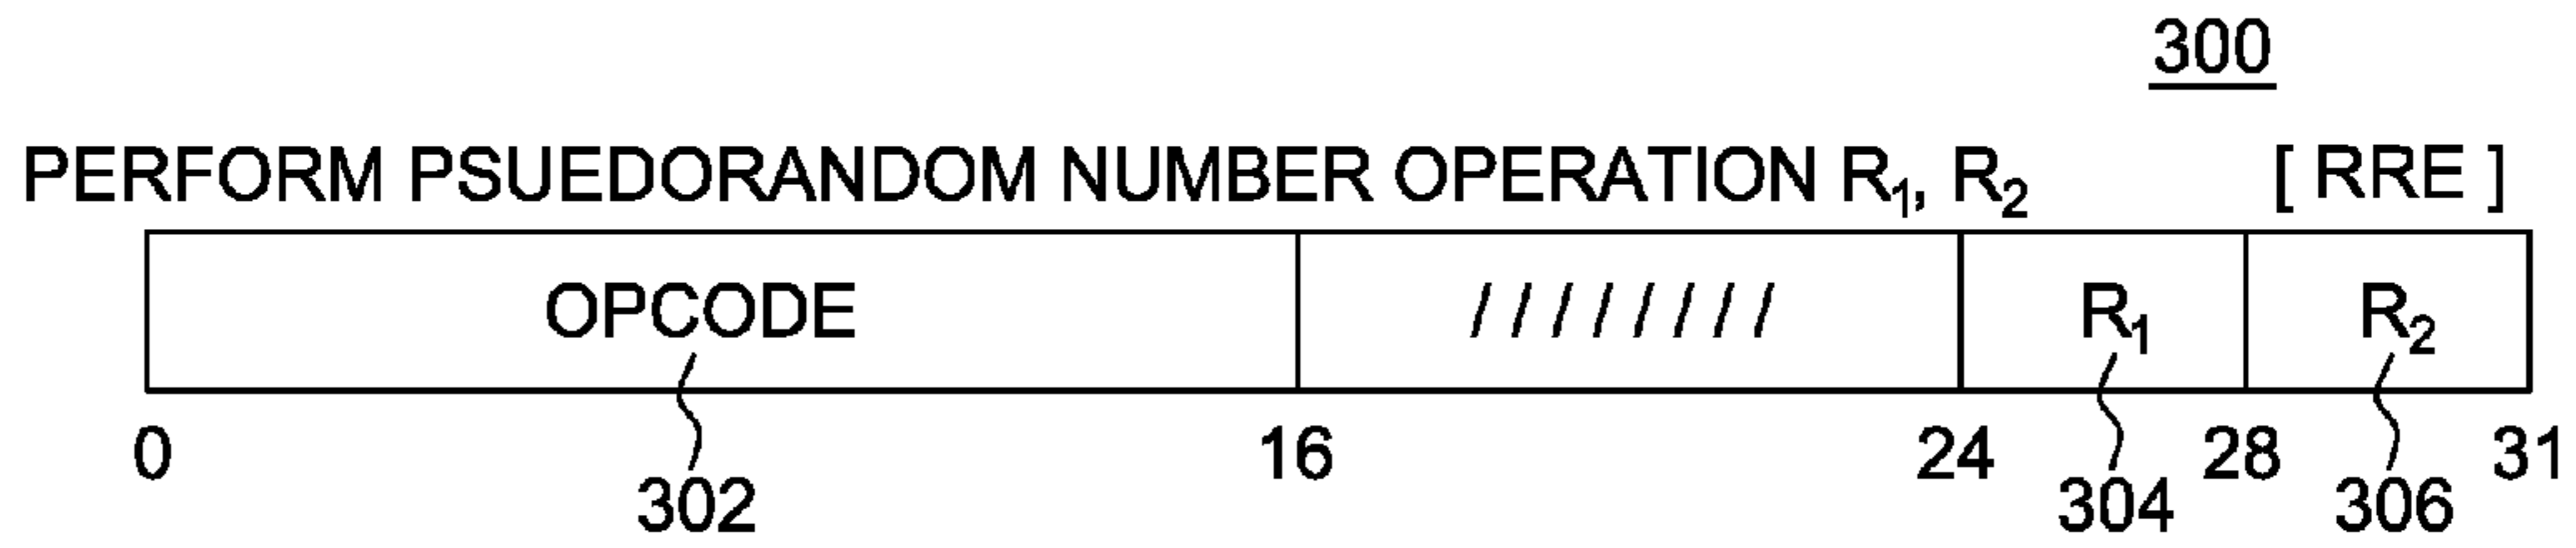 300
PERFORM PSUEDORANDOM NUMBER OPERATION R₁, R₂ [ RRE ]
OPCODE / / / / / / / / R₁ R₂
0 16 24 28 31
302 304 306